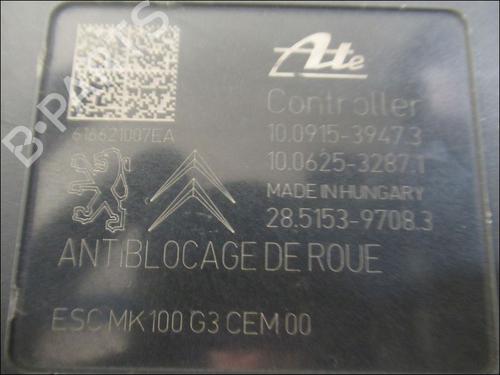 Ate
Controller
618621007EA
10.0915-3947.3
10.0625-3287.1
MADE IN HUNGARY
28.5153-9708.3
ANTIBLOCAGE DE ROUE
ESC MK100 G3 CEM 00
B-PARTS